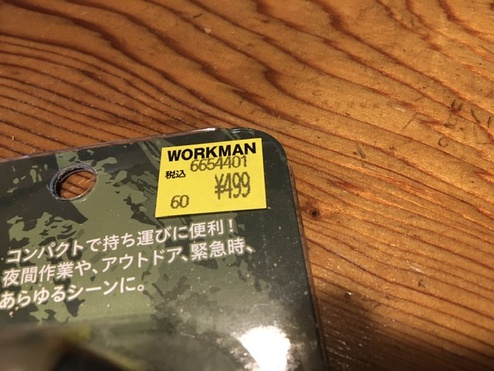 WORKMAN
6654401
税込 ¥499
60
コンパクトで持ち運びに便利!
夜間作業や、アウトドア、緊急時、
あらゆるシーンに。